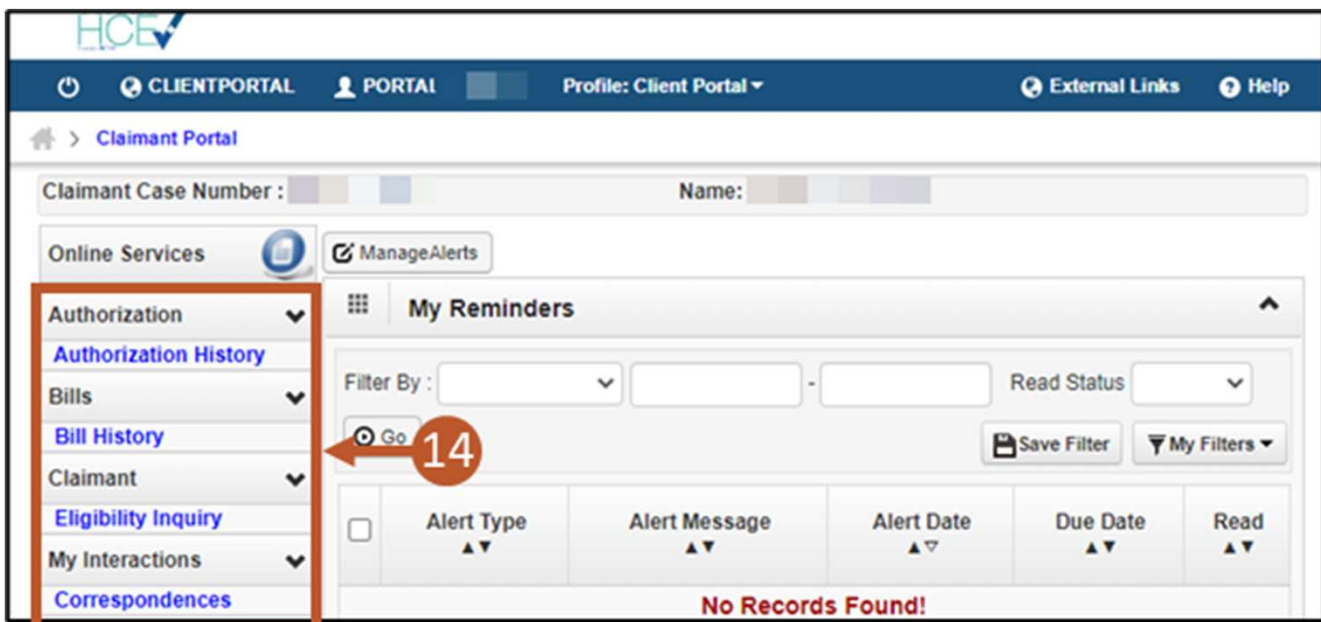 HCE
CLIENTPORTAL PORTAL Profile: Client Portal External Links Help
> Claimant Portal
Claimant Case Number : Name:
Online Services
ManageAlerts
Authorization
Authorization History
Bills
Bill History
Claimant
Eligibility Inquiry
My Interactions
Correspondences
14
My Reminders
Filter By : - Read Status
Go
Save Filter My Filters
Alert Type Alert Message Alert Date Due Date Read
No Records Found!